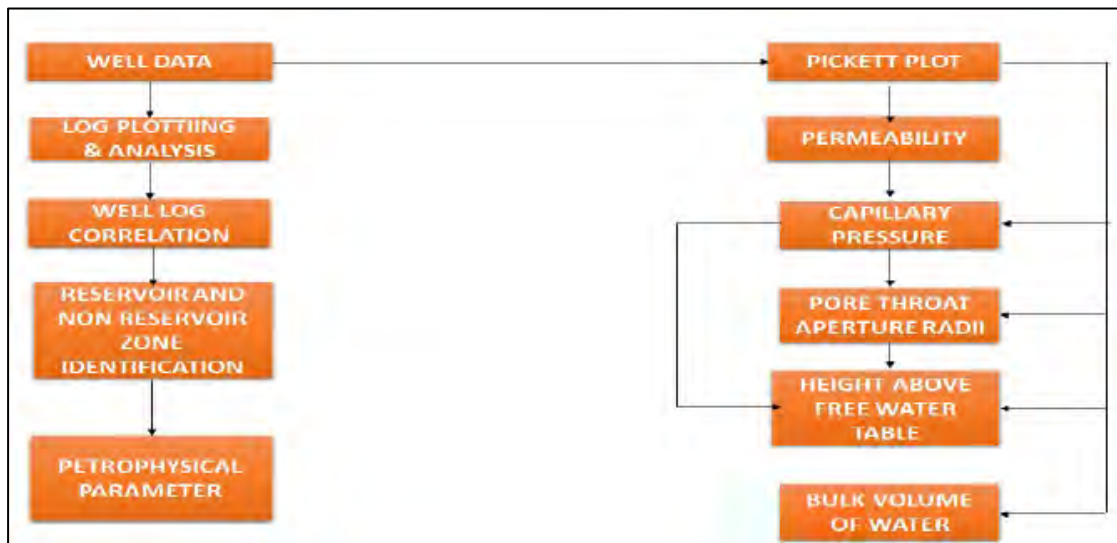 WELL DATA
LOG PLOTTIING
& ANALYSIS
WELL LOG
CORRELATION
RESERVOIR AND
NON RESERVOIR
ZONE
IDENTIFICATION
PETROPHYSICAL
PARAMETER
PICKETT PLOT
PERMEABILITY
CAPILLARY
PRESSURE
PORE THROAT
APERTURE RADII
HEIGHT ABOVE
FREE WATER
TABLE
BULK VOLUME
OF WATER